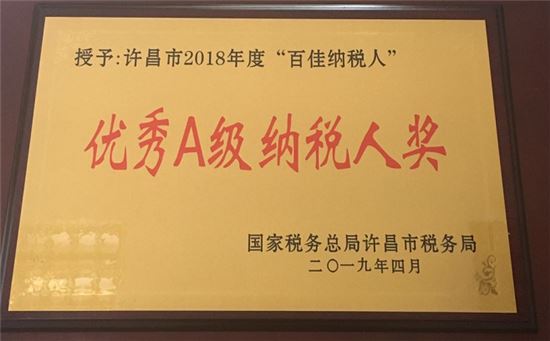 授予:许昌市2018年度“百佳纳税人”
优秀A级纳税人奖
国家税务总局许昌市税务局
二〇一九年四月